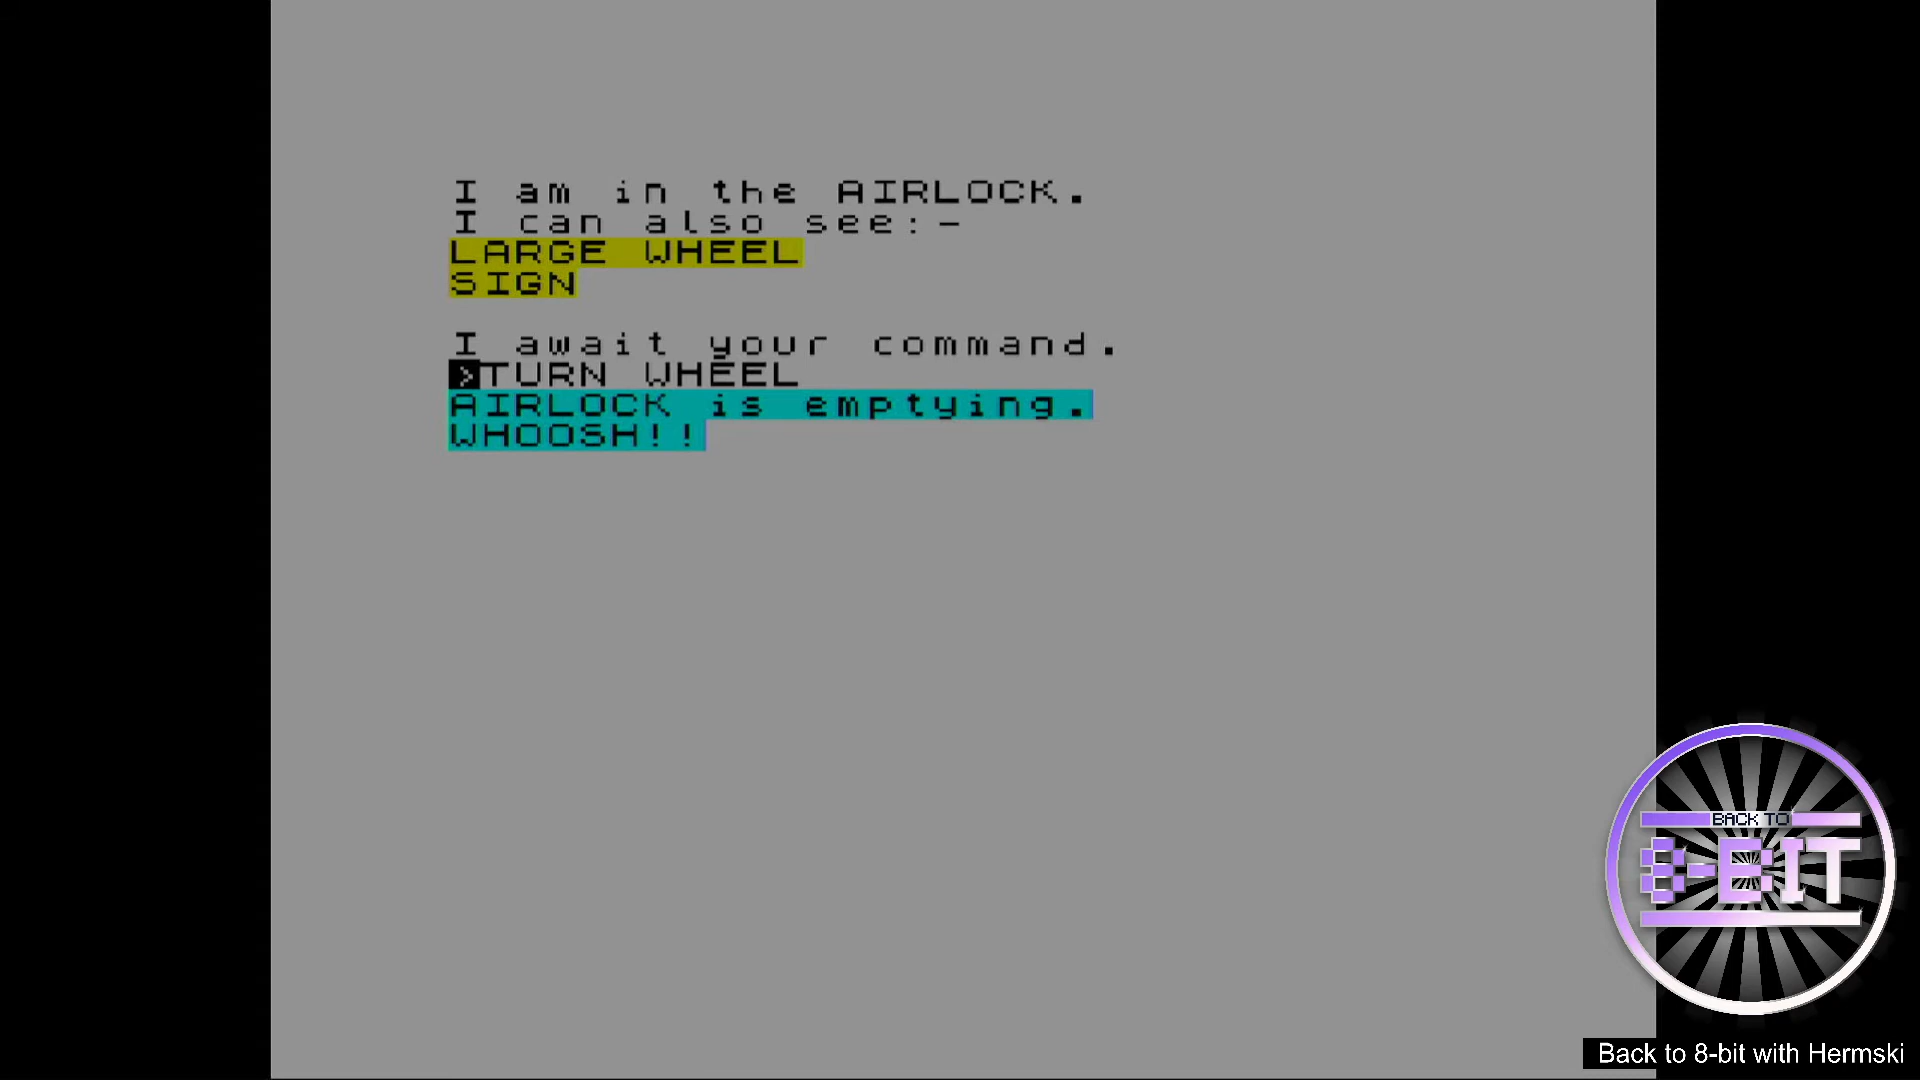 I am in the AIRLOCK.
I can also see:-
LARGE WHEEL
SIGN
I await your command.
>TURN WHEEL
AIRLOCK is emptying.
WHOOSH!!
BACK TO
8-BIT
Back to 8-bit with Hermski